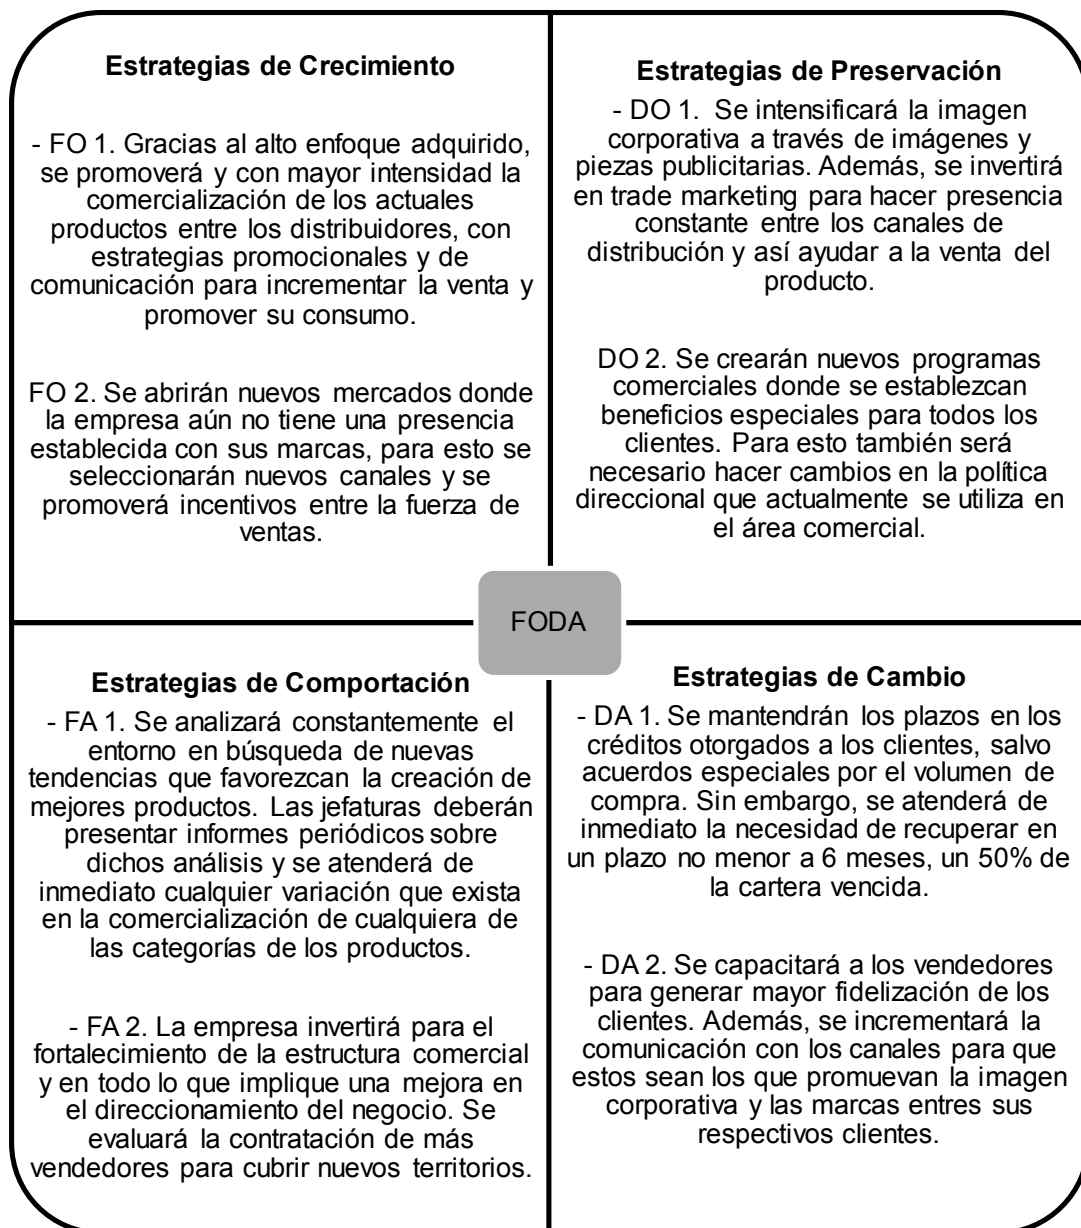 Estrategias de Crecimiento
- FO 1. Gracias al alto enfoque adquirido,
se promoverá y con mayor intensidad la
comercialización de los actuales
productos entre los distribuidores, con
estrategias promocionales y de
comunicación para incrementar la venta y
promover su consumo.
FO 2. Se abrirán nuevos mercados donde
la empresa aún no tiene una presencia
establecida con sus marcas, para esto se
seleccionarán nuevos canales y se
promoverá incentivos entre la fuerza de
ventas.
Estrategias de Preservación
- DO 1. Se intensificará la imagen
corporativa a través de imágenes y
piezas publicitarias. Además, se invertirá
en trade marketing para hacer presencia
constante entre los canales de
distribución y así ayudar a la venta del
producto.
DO 2. Se crearán nuevos programas
comerciales donde se establezcan
beneficios especiales para todos los
clientes. Para esto también será
necesario hacer cambios en la política
direccional que actualmente se utiliza en
el área comercial.
FODA
Estrategias de Comportación
- FA 1. Se analizará constantemente el
entorno en búsqueda de nuevas
tendencias que favorezcan la creación de
mejores productos. Las jefaturas deberán
presentar informes periódicos sobre
dichos análisis y se atenderá de
inmediato cualquier variación que exista
en la comercialización de cualquiera de
las categorías de los productos.
- FA 2. La empresa invertirá para el
fortalecimiento de la estructura comercial
y en todo lo que implique una mejora en
el direccionamiento del negocio. Se
evaluará la contratación de más
vendedores para cubrir nuevos territorios.
Estrategias de Cambio
- DA 1. Se mantendrán los plazos en los
créditos otorgados a los clientes, salvo
acuerdos especiales por el volumen de
compra. Sin embargo, se atenderá de
inmediato la necesidad de recuperar en
un plazo no menor a 6 meses, un 50% de
la cartera vencida.
- DA 2. Se capacitará a los vendedores
para generar mayor fidelización de los
clientes. Además, se incrementará la
comunicación con los canales para que
estos sean los que promuevan la imagen
corporativa y las marcas entres sus
respectivos clientes.